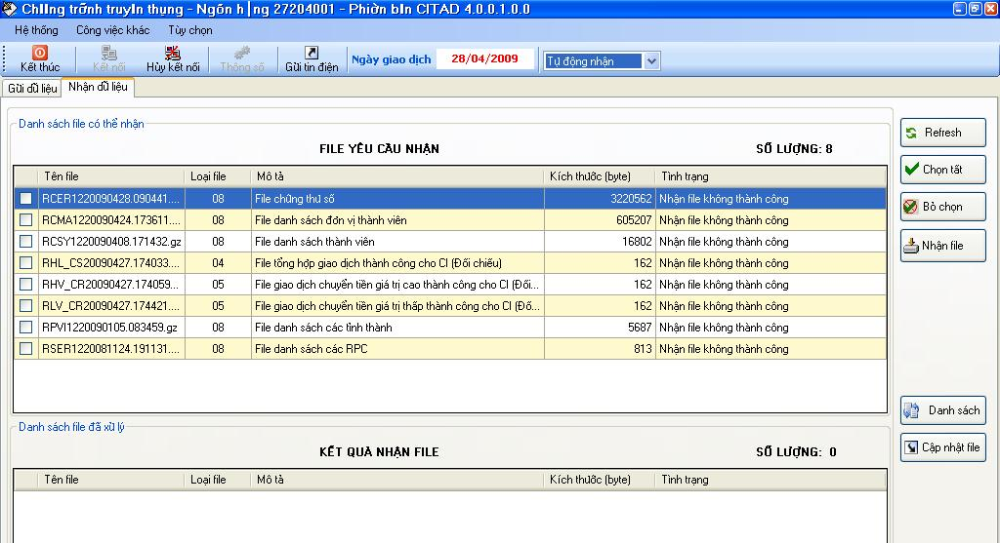 Chương trõnh truyln thụng - Ngõn h|ng 27204001 - Phiờn bln CITAD 4.0.0.1.0.0
Hệ thống Công việc khác Tùy chọn
Kết thúc Kết nối Hủy kết nối Thông số Gửi tin điện Ngày giao dịch 28/04/2009 Tự động nhận
Gửi dữ liệu Nhận dữ liệu
Danh sách file có thể nhận
FILE YÊU CẦU NHẬN SỐ LƯỢNG: 8
Tên file Loại file Mô tả Kích thước (byte) Tình trạng
RCER1220090428.090441.... 08 File chứng thư số 3220562 Nhận file không thành công
RCMA1220090424.173611.... 08 File danh sách đơn vị thành viên 605207 Nhận file không thành công
RCSY1220090408.171432.gz 08 File danh sách thành viên 16802 Nhận file không thành công
RHL_CS20090427.174033.... 04 File tổng hợp giao dịch thành công cho CI (Đối chiếu) 162 Nhận file không thành công
RHV_CR20090427.174059... 05 File giao dịch chuyển tiền giá trị cao thành công cho CI (Đối... 162 Nhận file không thành công
RLV_CR20090427.174421.... 05 File giao dịch chuyển tiền giá trị thấp thành công cho CI (Đố... 162 Nhận file không thành công
RPVI1220090105.083459.gz 08 File danh sách các tỉnh thành 5687 Nhận file không thành công
RSER1220081124.191131.... 08 File danh sách các RPC 813 Nhận file không thành công
Refresh
Chọn tất
Bỏ chọn
Nhận file
Danh sách
Cập nhật file
Danh sách file đã xử lý
KẾT QUẢ NHẬN FILE SỐ LƯỢNG: 0
Tên file Loại file Mô tả Kích thước (byte) Tình trạng